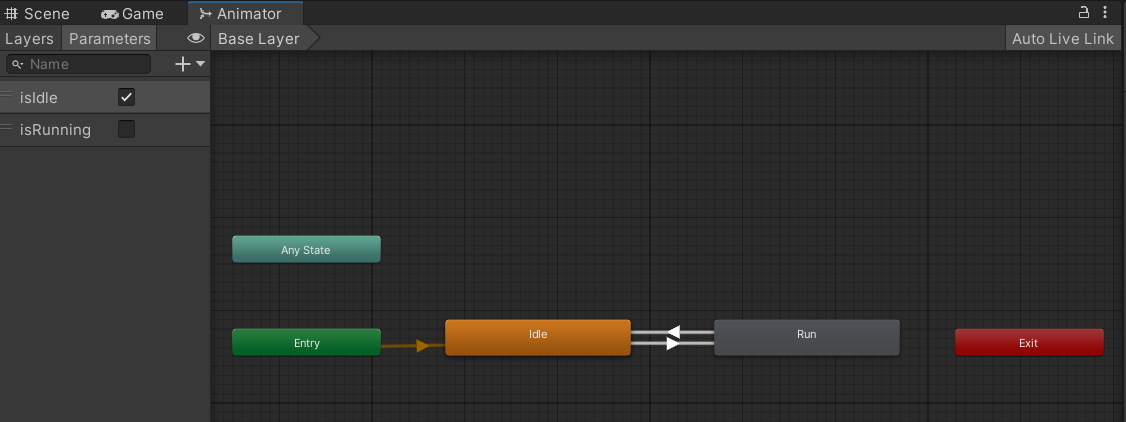 Scene Game Animator
Layers Parameters Base Layer Auto Live Link
Name
isIdle
isRunning
Any State
Entry Idle Run Exit